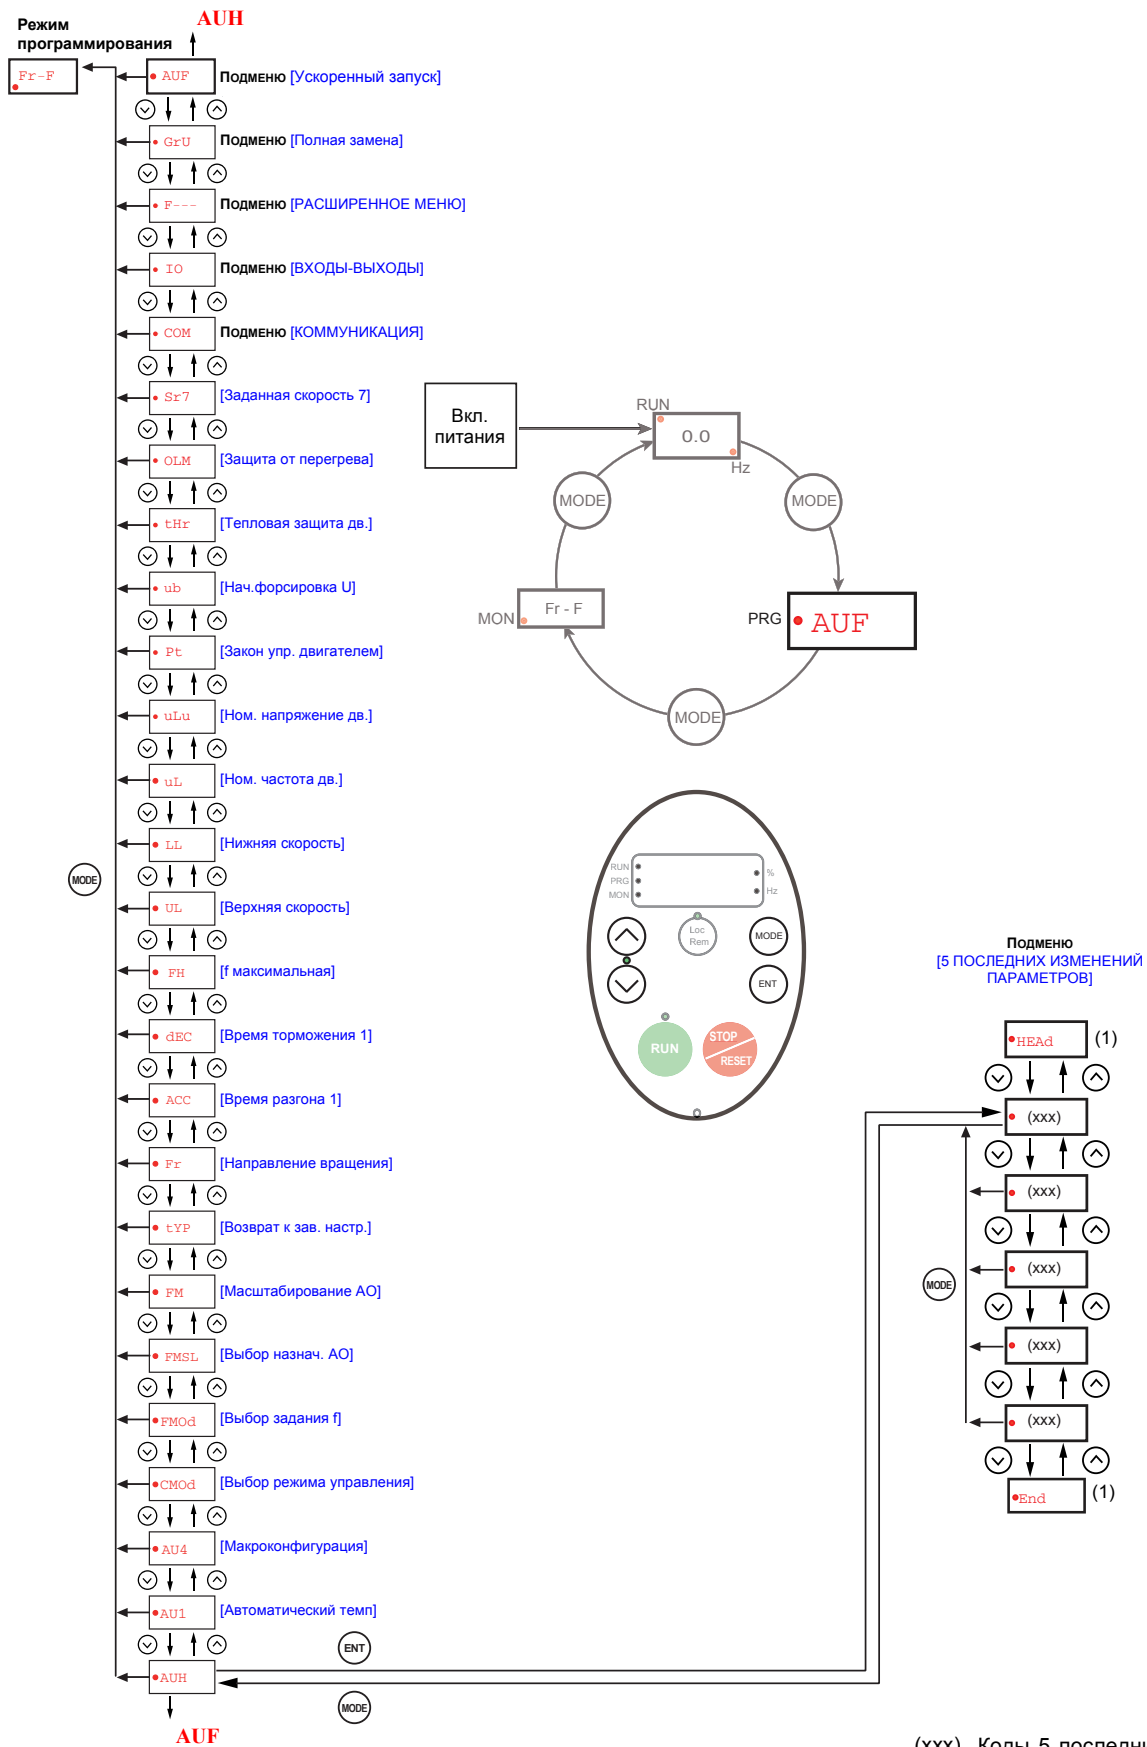 AUH
Режим
программирования
Fr-F
AUF
Подменю [Ускоренный запуск]
GrU
Подменю [Полная замена]
F---
Подменю [РАСШИРЕННОЕ МЕНЮ]
IO
Подменю [ВХОДЫ-ВЫХОДЫ]
COM
Подменю [КОММУНИКАЦИЯ]
Sr7
[Заданная скорость 7]
OLM
[Защита от перегрева]
tHr
[Тепловая защита дв.]
ub
[Нач.форсировка U]
Pt
[Закон упр. двигателем]
uLu
[Ном. напряжение дв.]
uL
[Ном. частота дв.]
LL
[Нижняя скорость]
MODE
UL
[Верхняя скорость]
FH
[f максимальная]
dEC
[Время торможения 1]
ACC
[Время разгона 1]
Fr
[Направление вращения]
tYP
[Возврат к зав. настр.]
FM
[Масштабирование АО]
FMSL
[Выбор назнач. АО]
FMOd
[Выбор задания f]
CMOd
[Выбор режима управления]
AU4
[Макроконфигурация]
AU1
[Автоматический темп]
AUH
ENT
MODE
AUF
Вкл.
питания
RUN
0.0
Hz
MODE
MODE
MON
Fr - F
PRG
AUF
MODE
RUN
PRG
MON
%
Hz
Loc
Rem
MODE
ENT
RUN
STOP
RESET
Подменю
[5 ПОСЛЕДНИХ ИЗМЕНЕНИЙ
ПАРАМЕТРОВ]
HEAd
(1)
(xxx)
(xxx)
(xxx)
MODE
(xxx)
(xxx)
End
(1)